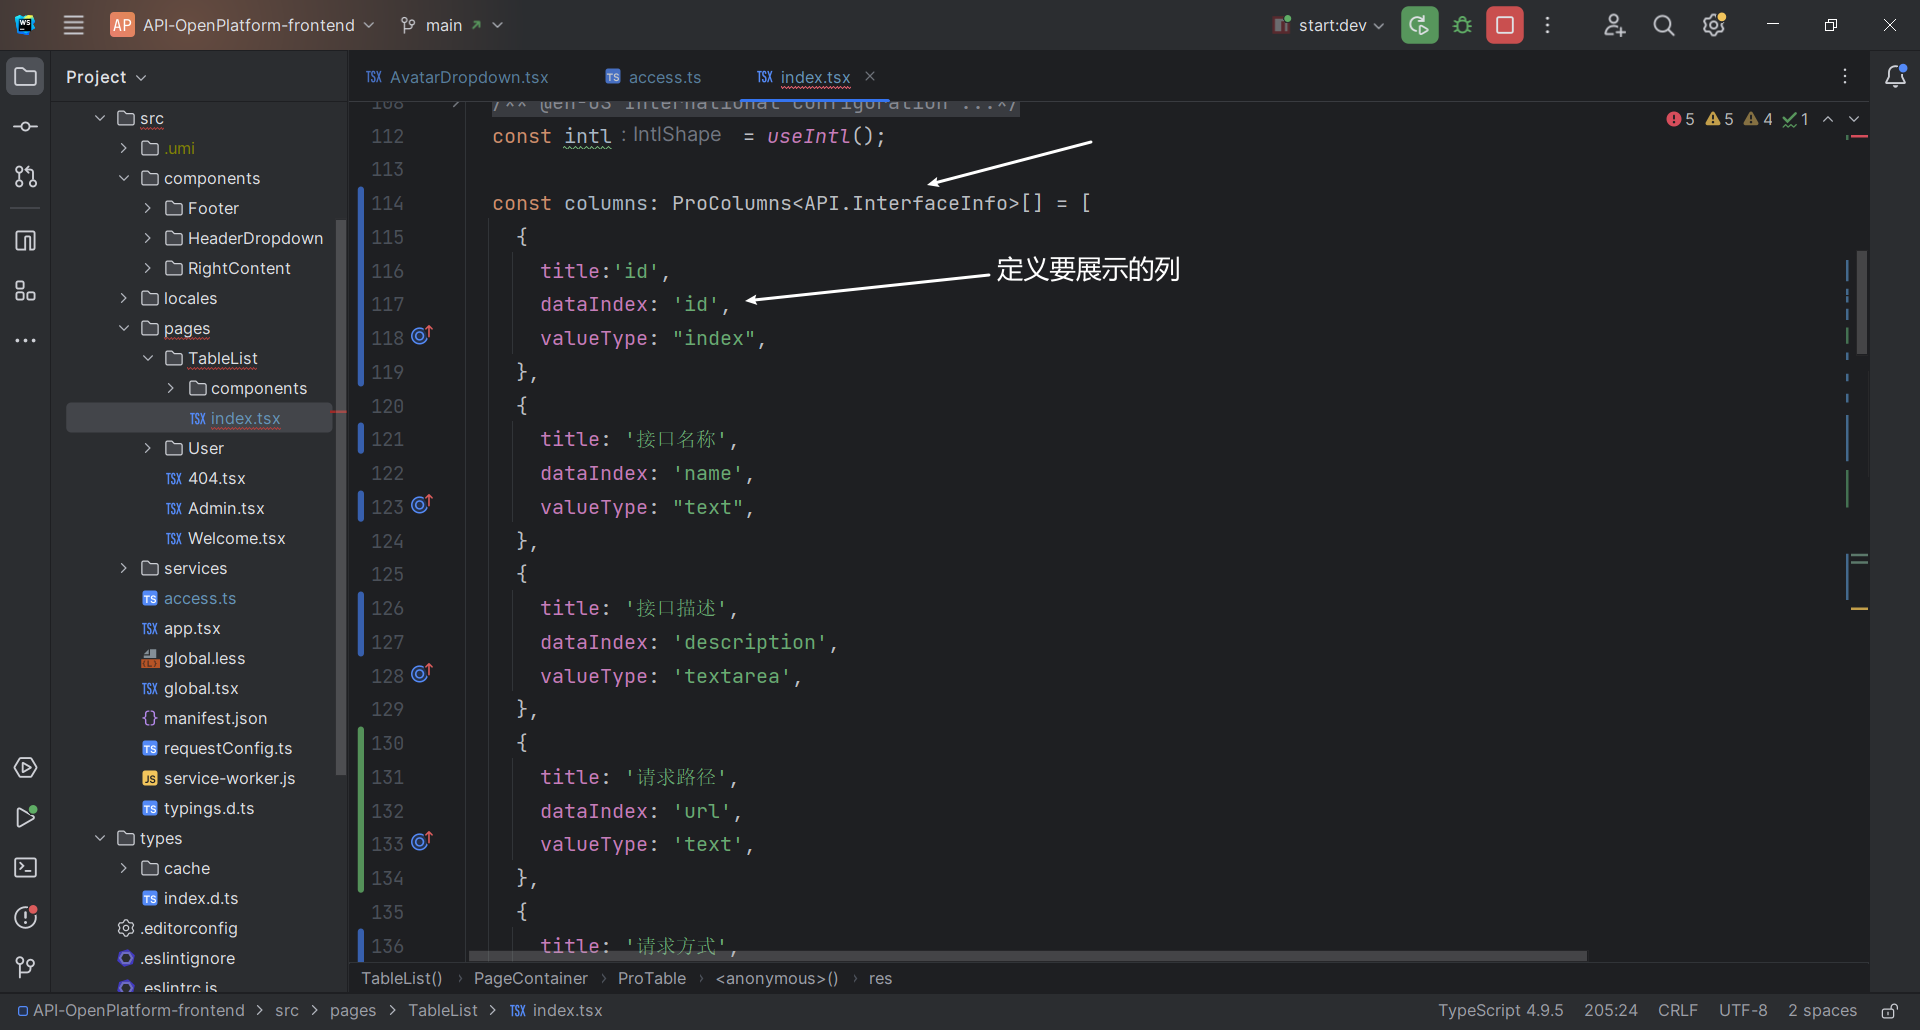 AP API-OpenPlatform-frontend main start:dev
Project
AvatarDropdown.tsx access.ts index.tsx
src
.umi
components
Footer
HeaderDropdown
RightContent
locales
pages
TableList
components
index.tsx
User
404.tsx
Admin.tsx
Welcome.tsx
services
access.ts
app.tsx
global.less
global.tsx
manifest.json
requestConfig.ts
service-worker.js
typings.d.ts
types
cache
index.d.ts
.editorconfig
.eslintignore
.eslintrc.js
5 5 4 1
108 /** @en-US International configuration ...*/
112 const intl : IntlShape = useIntl();
113
114 const columns: ProColumns<API.InterfaceInfo>[] = [
115 {
116 title:'id',
定义要展示的列
117 dataIndex: 'id',
118 valueType: "index",
119 },
120 {
121 title: '接口名称',
122 dataIndex: 'name',
123 valueType: "text",
124 },
125 {
126 title: '接口描述',
127 dataIndex: 'description',
128 valueType: 'textarea',
129 },
130 {
131 title: '请求路径',
132 dataIndex: 'url',
133 valueType: 'text',
134 },
135 {
136 title: '请求方式',
TableList() › PageContainer › ProTable › <anonymous>() › res
API-OpenPlatform-frontend > src > pages > TableList > index.tsx
TypeScript 4.9.5 205:24 CRLF UTF-8 2 spaces